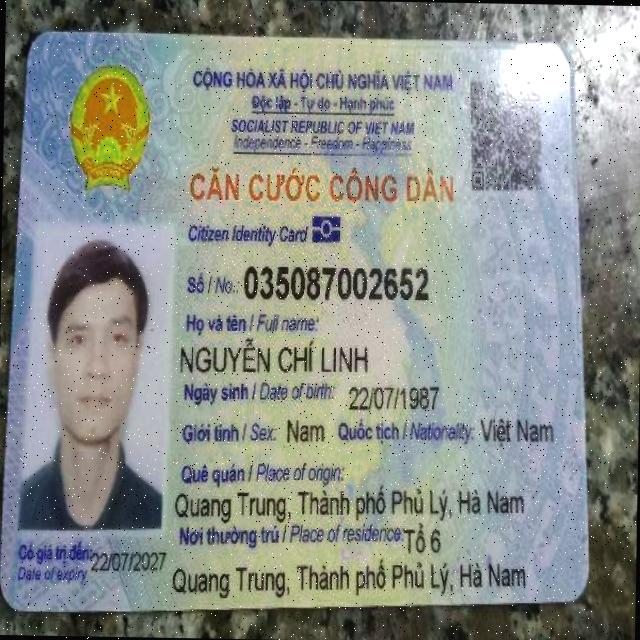 CỘNG HÒA XÃ HỘI CHỦ NGHĨA VIỆT NAM
Độc lập - Tự do - Hạnh phúc
SOCIALIST REPUBLIC OF VIET NAM
Independence - Freedom - Happiness
CĂN CƯỚC CÔNG DÂN
Citizen Identity Card
Số / No.: 035087002652
Họ và tên / Full name:
NGUYỄN CHÍ LINH
Ngày sinh / Date of birth: 22/07/1987
Giới tính / Sex: Nam Quốc tịch / Nationality: Việt Nam
Quê quán / Place of origin:
Quang Trung, Thành phố Phủ Lý, Hà Nam
Nơi thường trú / Place of residence: Tổ 6
Quang Trung, Thành phố Phủ Lý, Hà Nam
Có giá trị đến: 22/07/2027
Date of expiry